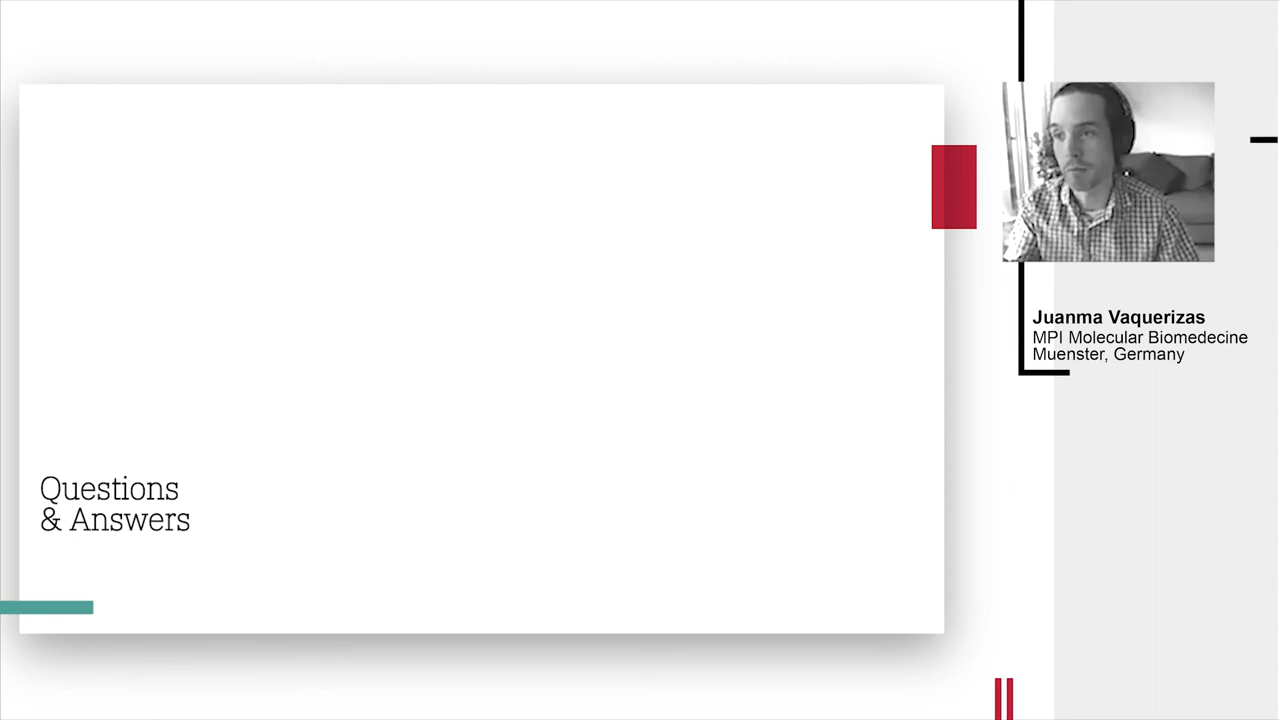 Questions
& Answers
Juanma Vaquerizas
MPI Molecular Biomedecine
Muenster, Germany